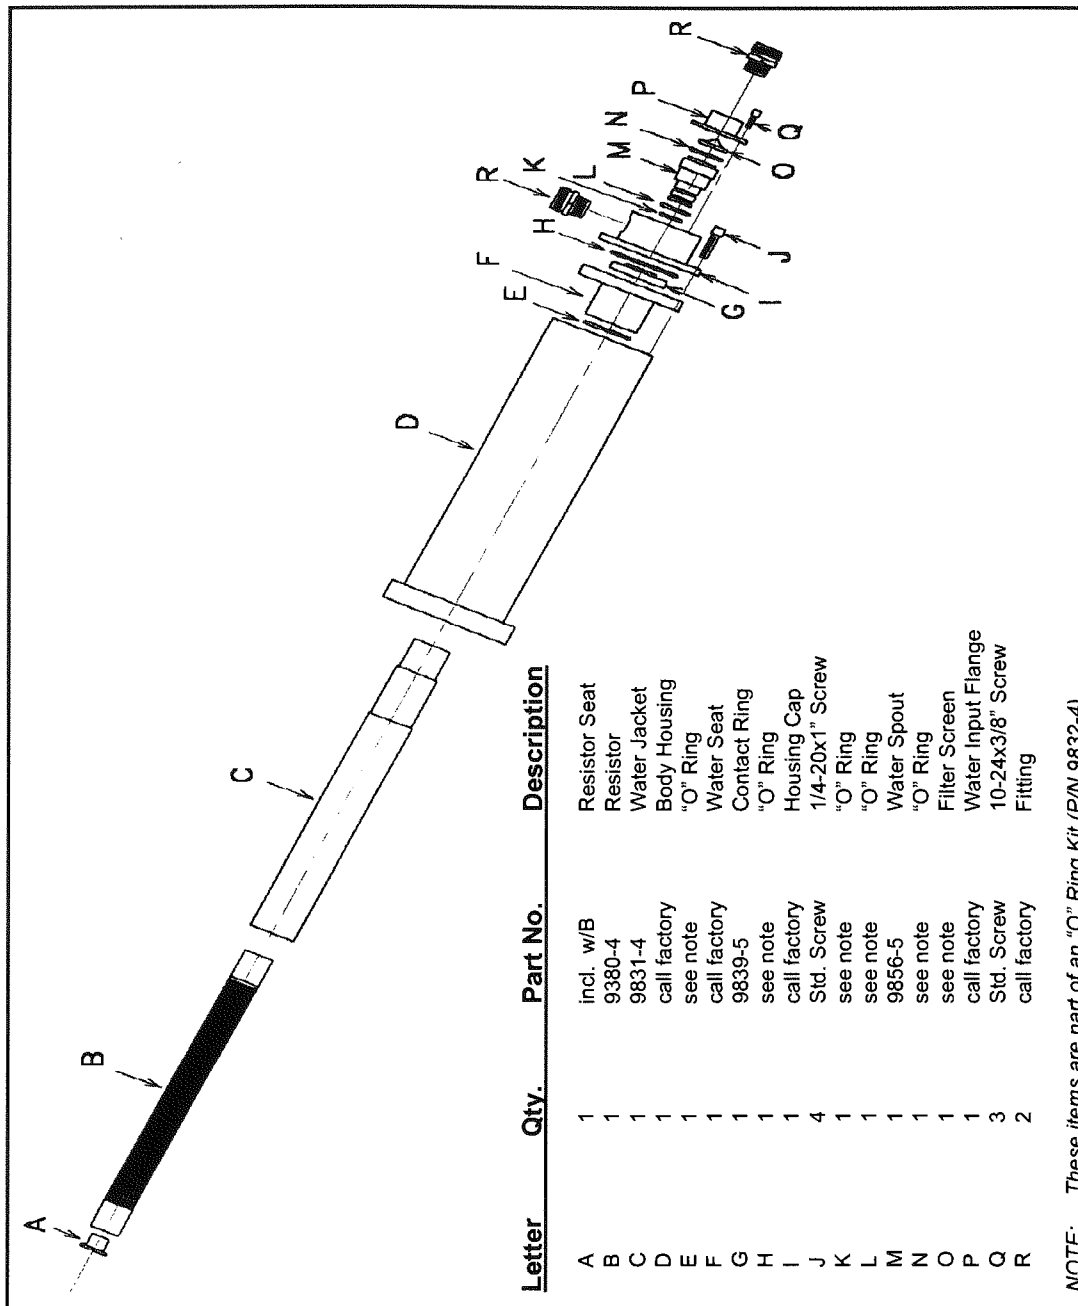 R
P
N
M
R
K
L
H
F
E
Q
O
J
I
G
D
C
B
A
Letter Qty. Part No. Description
A 1 incl. w/B Resistor Seat
B 1 9380-4 Resistor
C 1 9831-4 Water Jacket
D 1 call factory Body Housing
E 1 see note "O" Ring
F 1 call factory Water Seat
G 1 9839-5 Contact Ring
H 1 see note "O" Ring
I 1 call factory Housing Cap
J 4 Std. Screw 1/4-20x1" Screw
K 1 see note "O" Ring
L 1 see note "O" Ring
M 1 9856-5 Water Spout
N 1 see note "O" Ring
O 1 see note Filter Screen
P 1 call factory Water Input Flange
Q 3 Std. Screw 10-24x3/8" Screw
R 2 call factory Fitting
NOTE: These items are part of an "O" Ring Kit (P/N 9832-4)